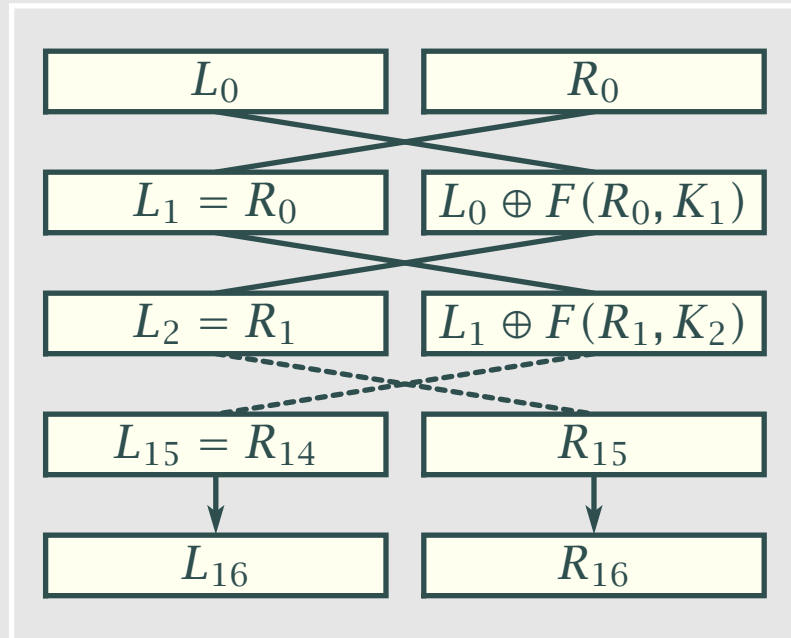 L₀ R₀
L₁ = R₀ L₀ ⊕ F(R₀, K₁)
L₂ = R₁ L₁ ⊕ F(R₁, K₂)
L₁₅ = R₁₄ R₁₅
L₁₆ R₁₆